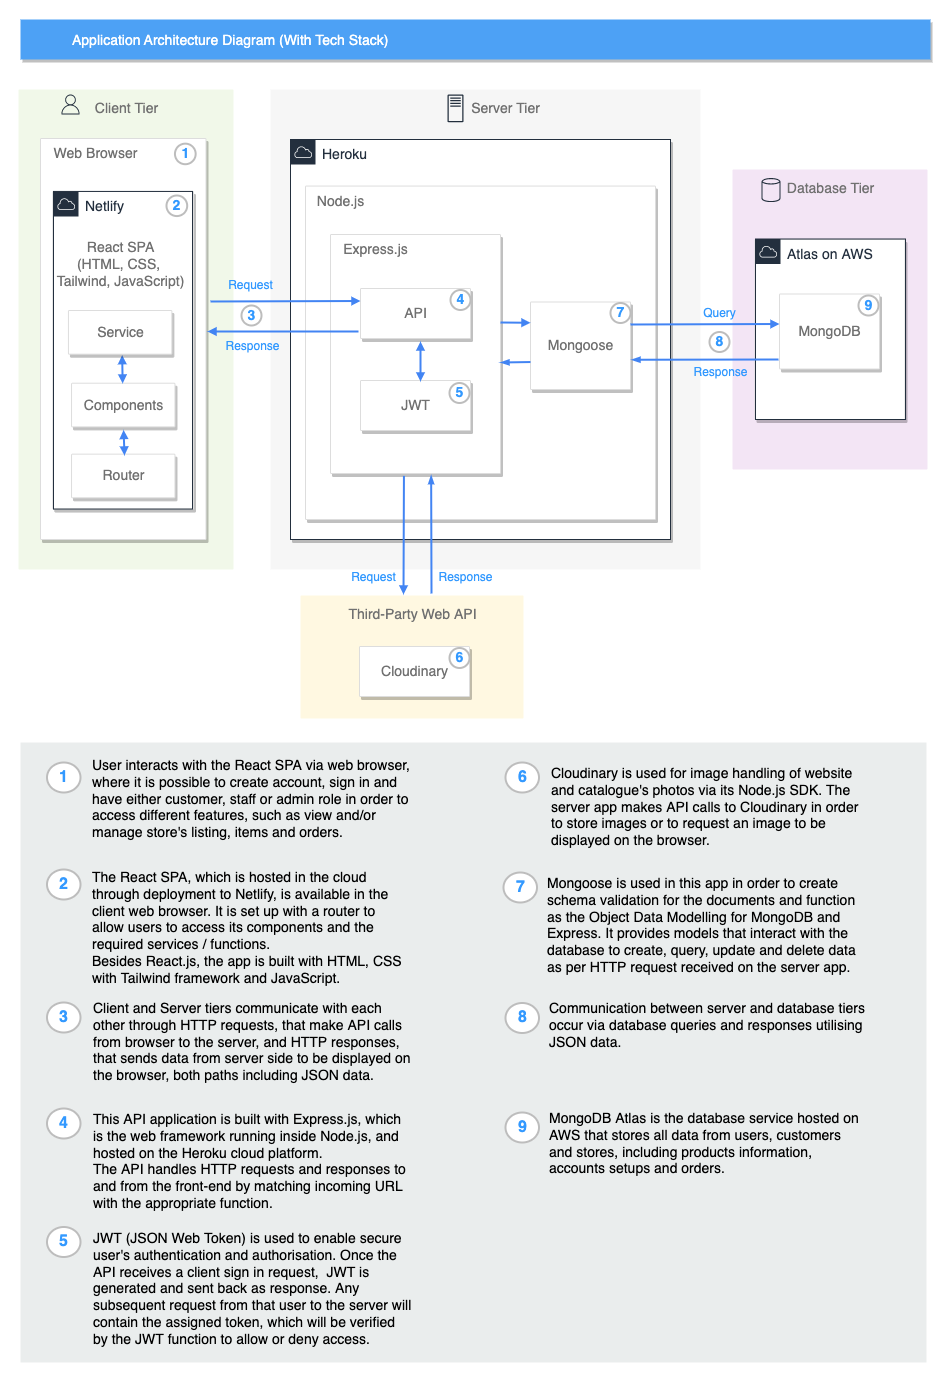 Application Architecture Diagram (With Tech Stack)
Client Tier
Web Browser
1
Netlify
2
React SPA
(HTML, CSS,
Tailwind, JavaScript)
Service
Components
Router
Request
3
Response
Server Tier
Heroku
Node.js
Express.js
API
4
JWT
5
Mongoose
7
Query
8
Response
Database Tier
Atlas on AWS
MongoDB
9
Request
Response
Third-Party Web API
Cloudinary
6
1
User interacts with the React SPA via web browser,
where it is possible to create account, sign in and
have either customer, staff or admin role in order to
access different features, such as view and/or
manage store's listing, items and orders.
2
The React SPA, which is hosted in the cloud
through deployment to Netlify, is available in the
client web browser. It is set up with a router to
allow users to access its components and the
required services / functions.
Besides React.js, the app is built with HTML, CSS
with Tailwind framework and JavaScript.
3
Client and Server tiers communicate with each
other through HTTP requests, that make API calls
from browser to the server, and HTTP responses,
that sends data from server side to be displayed on
the browser, both paths including JSON data.
4
This API application is built with Express.js, which
is the web framework running inside Node.js, and
hosted on the Heroku cloud platform.
The API handles HTTP requests and responses to
and from the front-end by matching incoming URL
with the appropriate function.
5
JWT (JSON Web Token) is used to enable secure
user's authentication and authorisation. Once the
API receives a client sign in request, JWT is
generated and sent back as response. Any
subsequent request from that user to the server will
contain the assigned token, which will be verified
by the JWT function to allow or deny access.
6
Cloudinary is used for image handling of website
and catalogue's photos via its Node.js SDK. The
server app makes API calls to Cloudinary in order
to store images or to request an image to be
displayed on the browser.
7
Mongoose is used in this app in order to create
schema validation for the documents and function
as the Object Data Modelling for MongoDB and
Express. It provides models that interact with the
database to create, query, update and delete data
as per HTTP request received on the server app.
8
Communication between server and database tiers
occur via database queries and responses utilising
JSON data.
9
MongoDB Atlas is the database service hosted on
AWS that stores all data from users, customers
and stores, including products information,
accounts setups and orders.